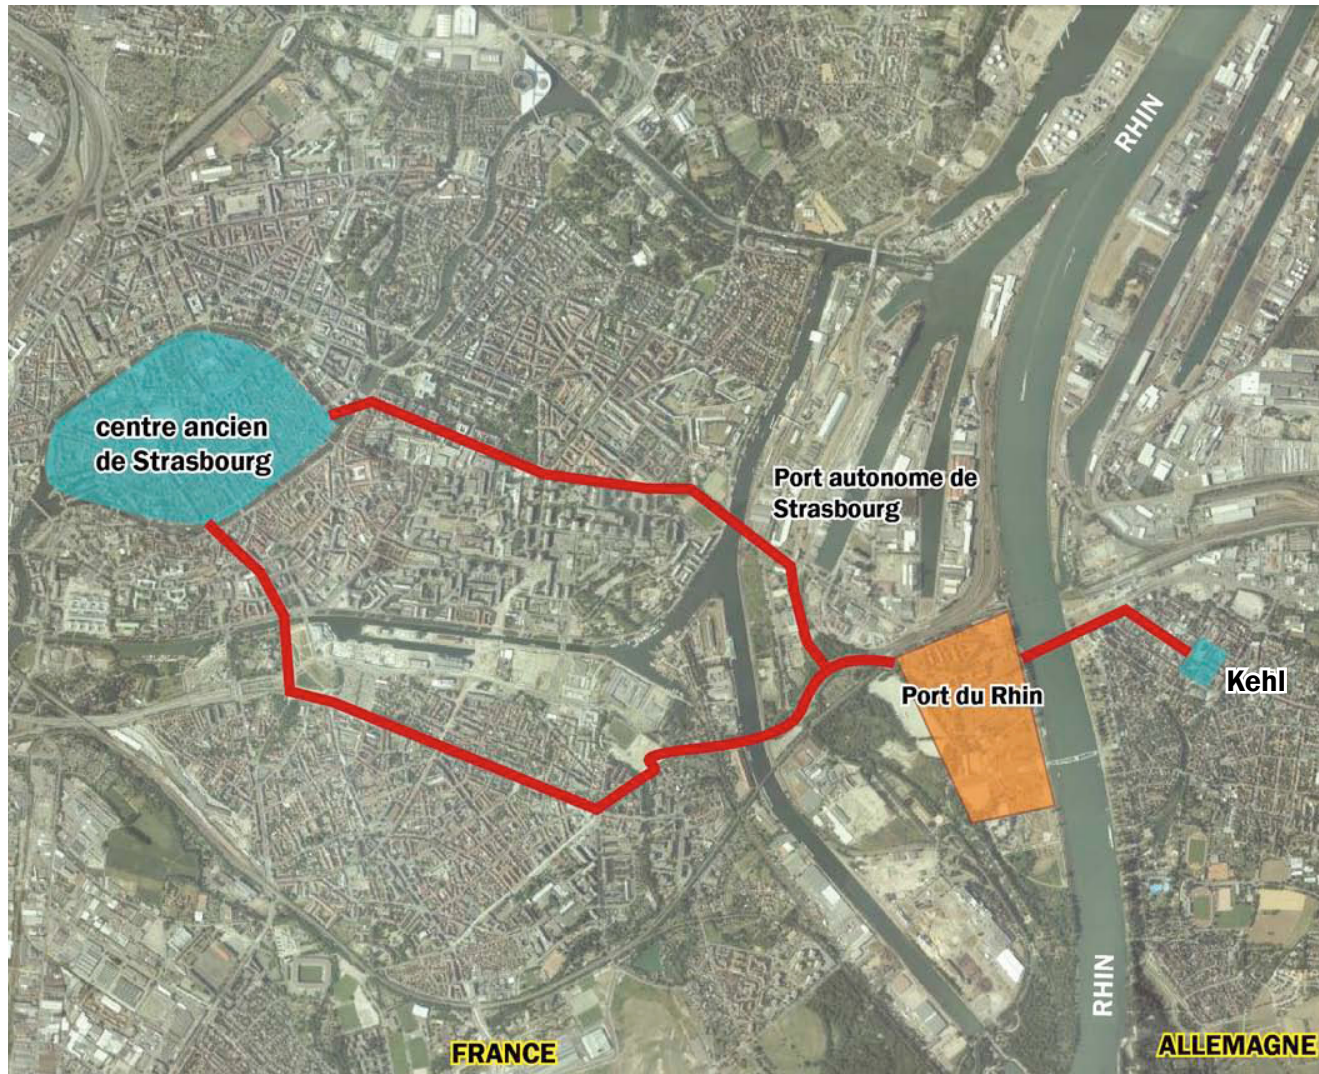 RHIN
centre ancien
de Strasbourg
Port autonome de
Strasbourg
Port du Rhin
Kehl
RHIN
FRANCE
ALLEMAGNE